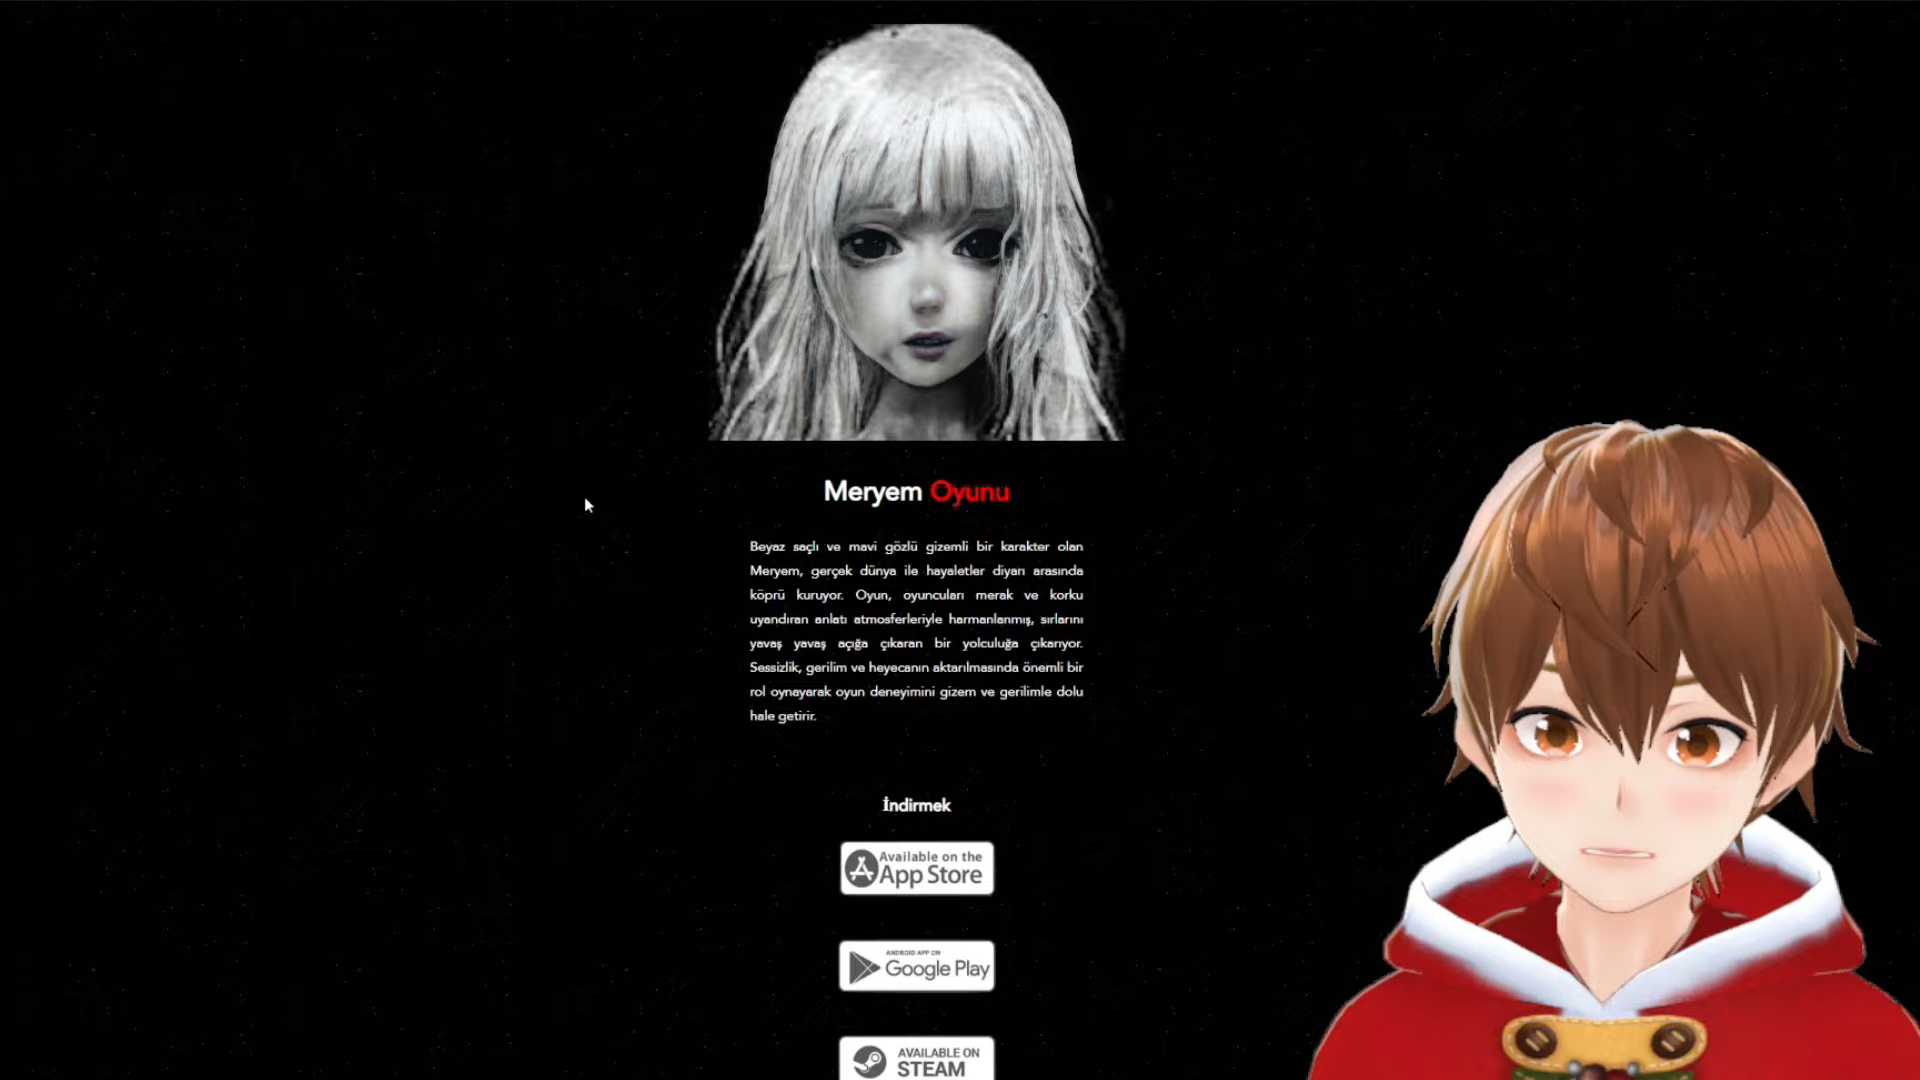 Meryem Oyunu
Beyaz saçlı ve mavi gözlü gizemli bir karakter olan
Meryem, gerçek dünya ile hayaletler diyarı arasında
köprü kuruyor. Oyun, oyuncuları merak ve korku
uyandıran anlatı atmosferleriyle harmanlanmış, sırlarını
yavaş yavaş açığa çıkaran bir yolculuğa çıkarıyor.
Sessizlik, gerilim ve heyecanın aktarılmasında önemli bir
rol oynayarak oyun deneyimini gizem ve gerilimle dolu
hale getirir.
İndirmek
Available on the
App Store
ANDROID APP ON
Google Play
AVAILABLE ON
STEAM